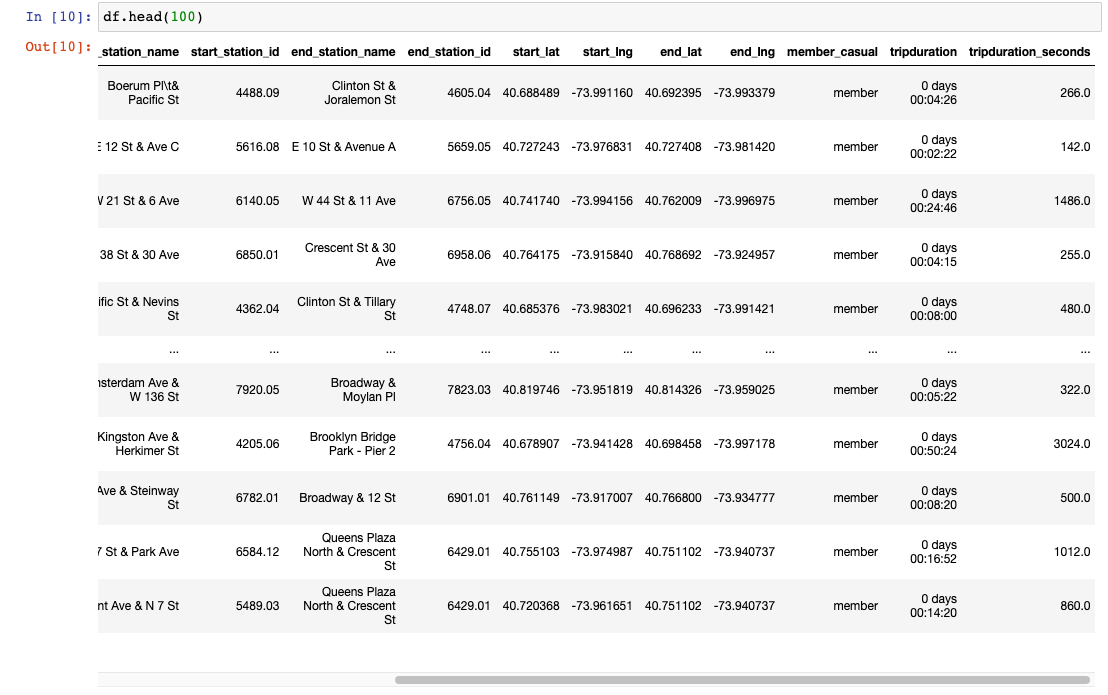 In [10]: df.head(100)
Out[10]:
_station_name start_station_id end_station_name end_station_id start_lat start_lng end_lat end_lng member_casual tripduration tripduration_seconds
Boerum Pl\t& Clinton St & 0 days
Pacific St 4488.09 Joralemon St 4605.04 40.688489 -73.991160 40.692395 -73.993379 member 00:04:26 266.0
E 12 St & Ave C 5616.08 E 10 St & Avenue A 5659.05 40.727243 -73.976831 40.727408 -73.981420 member 0 days
00:02:22 142.0
W 21 St & 6 Ave 6140.05 W 44 St & 11 Ave 6756.05 40.741740 -73.994156 40.762009 -73.996975 member 0 days
00:24:46 1486.0
38 St & 30 Ave 6850.01 Crescent St & 30 6958.06 40.764175 -73.915840 40.768692 -73.924957 member 0 days
Ave 00:04:15 255.0
ific St & Nevins Clinton St & Tillary 0 days
St 4362.04 St 4748.07 40.685376 -73.983021 40.696233 -73.991421 member 00:08:00 480.0
... ... ... ... ... ... ... ... ... ... ...
nsterdam Ave & Broadway & 0 days
W 136 St 7920.05 Moylan Pl 7823.03 40.819746 -73.951819 40.814326 -73.959025 member 00:05:22 322.0
Kingston Ave & Brooklyn Bridge 0 days
Herkimer St 4205.06 Park - Pier 2 4756.04 40.678907 -73.941428 40.698458 -73.997178 member 00:50:24 3024.0
Ave & Steinway 0 days
St 6782.01 Broadway & 12 St 6901.01 40.761149 -73.917007 40.766800 -73.934777 member 00:08:20 500.0
Queens Plaza
7 St & Park Ave 6584.12 North & Crescent 6429.01 40.755103 -73.974987 40.751102 -73.940737 member 0 days
St 00:16:52 1012.0
Queens Plaza
nt Ave & N 7 St 5489.03 North & Crescent 6429.01 40.720368 -73.961651 40.751102 -73.940737 member 0 days
St 00:14:20 860.0